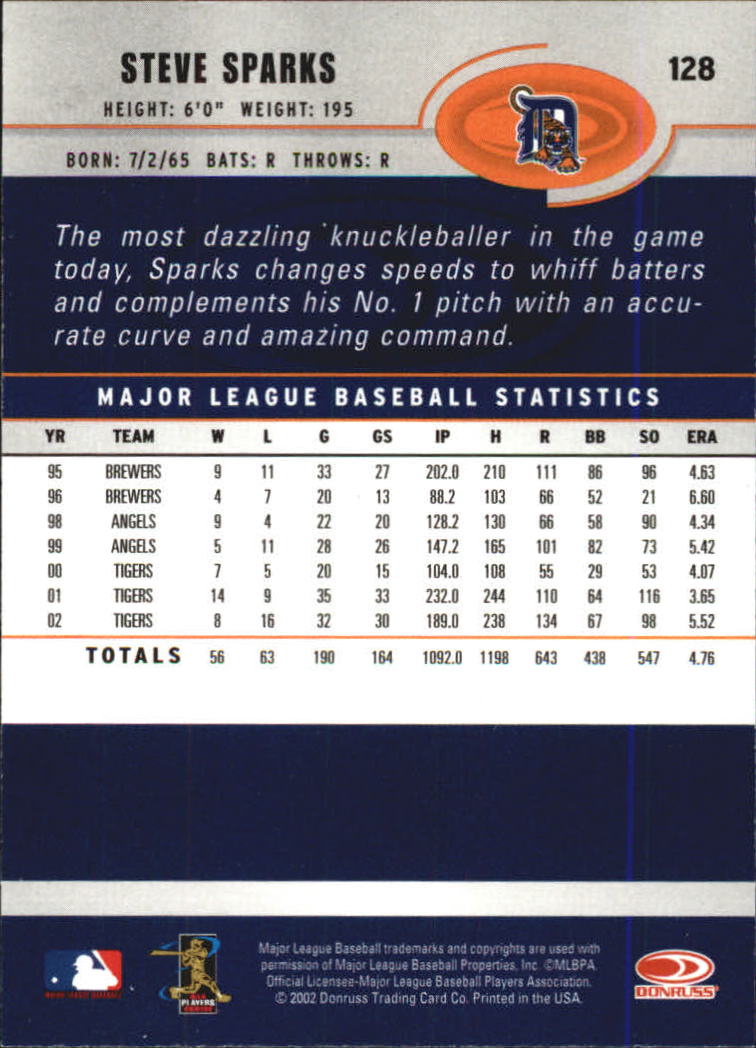 STEVE SPARKS
128
HEIGHT: 6'0" WEIGHT: 195
BORN: 7/2/65 BATS: R THROWS: R
The most dazzling knuckleballer in the game
today, Sparks changes speeds to whiff batters
and complements his No. 1 pitch with an accu-
rate curve and amazing command.
MAJOR LEAGUE BASEBALL STATISTICS
YR TEAM W L G GS IP H R BB SO ERA
95 BREWERS 9 11 33 27 202.0 210 111 86 96 4.63
96 BREWERS 4 7 20 13 88.2 103 66 52 21 6.60
98 ANGELS 9 4 22 20 128.2 130 66 58 90 4.34
99 ANGELS 5 11 28 26 147.2 165 101 82 73 5.42
00 TIGERS 7 5 20 15 104.0 108 55 29 53 4.07
01 TIGERS 14 9 35 33 232.0 244 110 64 116 3.65
02 TIGERS 8 16 32 30 189.0 238 134 67 98 5.52
TOTALS 56 63 190 164 1092.0 1198 643 438 547 4.76
Major League Baseball trademarks and copyrights are used with
permission of Major League Baseball Properties, Inc. ©MLBPA
Official Licensee-Major League Baseball Players Association.
© 2002 Donruss Trading Card Co. Printed in the USA.
MAJOR LEAGUE BASEBALL
PLAYERS
DONRUSS